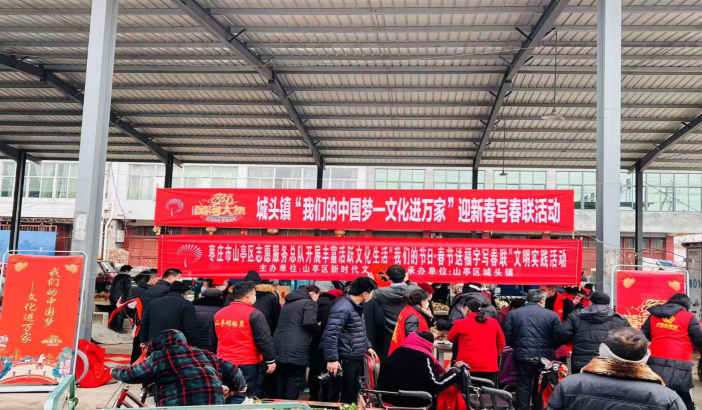 城头镇“我们的中国梦—文化进万家”迎新春写春联活动
枣庄市山亭区志愿服务总队开展丰富活跃文化生活“我们的节日·春节送福字写春联”文明实践活动
主办单位:山亭区新时代文
承办单位:山亭区城头镇
我们的中国梦
——文化进万家